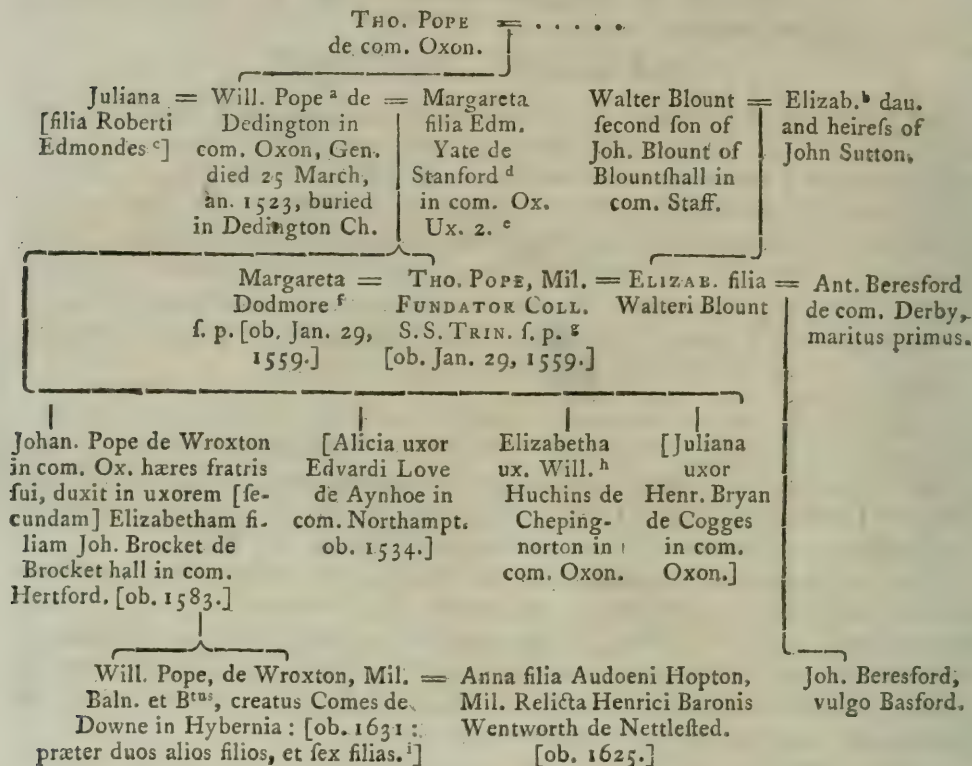 THO. POPE = . . . . .
de com. Oxon.
Juliana = Will. Pope ᵃ de = Margareta
[filia Roberti Dedington in filia Edm.
Edmondes ᶜ] com. Oxon, Gen. Yate de
died 25 March, Stanford ᵈ
an. 1523, buried in com. Ox.
in Dedington Ch. Ux. 2. ᵉ
Walter Blount = Elizab.ᵇ dau.
ſecond ſon of and heireſs of
Joh. Blount of John Sutton,
Blountſhall in
com. Staff.
Margareta = THO. POPE, Mil. = ELIZAB. filia = Ant. Beresford
Dodmore ᶠ FUNDATOR COLL. Walteri Blount de com. Derby,
ſ. p. [ob. Jan. 29, S.S. TRIN. ſ. p. ᵍ maritus primus.
1559.] [ob. Jan. 29, 1559.]
Johan. Pope de Wroxton
in com. Ox. hæres fratris
ſui, duxit in uxorem [ſe-
cundam] Elizabetham fi-
liam Joh. Brocket de
Brocket hall in com.
Hertford. [ob. 1583.]
[Alicia uxor
Edvardi Love
de Aynhoe in
com. Northampt.
ob. 1534.]
Elizabetha
ux. Will. ʰ
Huchins de
Cheping-
norton in
com. Oxon.
[Juliana
uxor
Henr. Bryan
de Cogges
in com.
Oxon.]
Will. Pope, de Wroxton, Mil. = Anna filia Audoeni Hopton,
Baln. et Bᵗⁿˢ, creatus Comes de Mil. Relicta Henrici Baronis
Downe in Hybernia : [ob. 1631 : Wentworth de Nettleſted.
præter duos alios filios, et ſex filias. ⁱ] [ob. 1625.]
Joh. Beresford,
vulgo Basford.